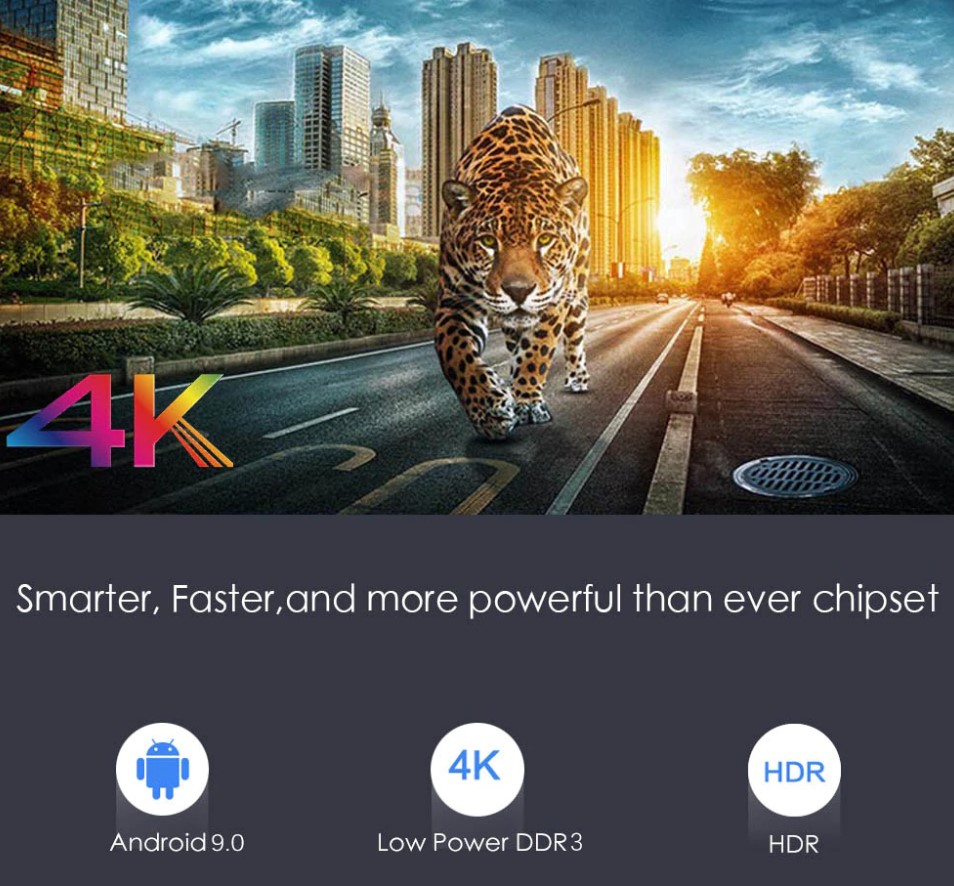 4K
Smarter, Faster,and more powerful than ever chipset
4K
HDR
Android 9.0
Low Power DDR3
HDR